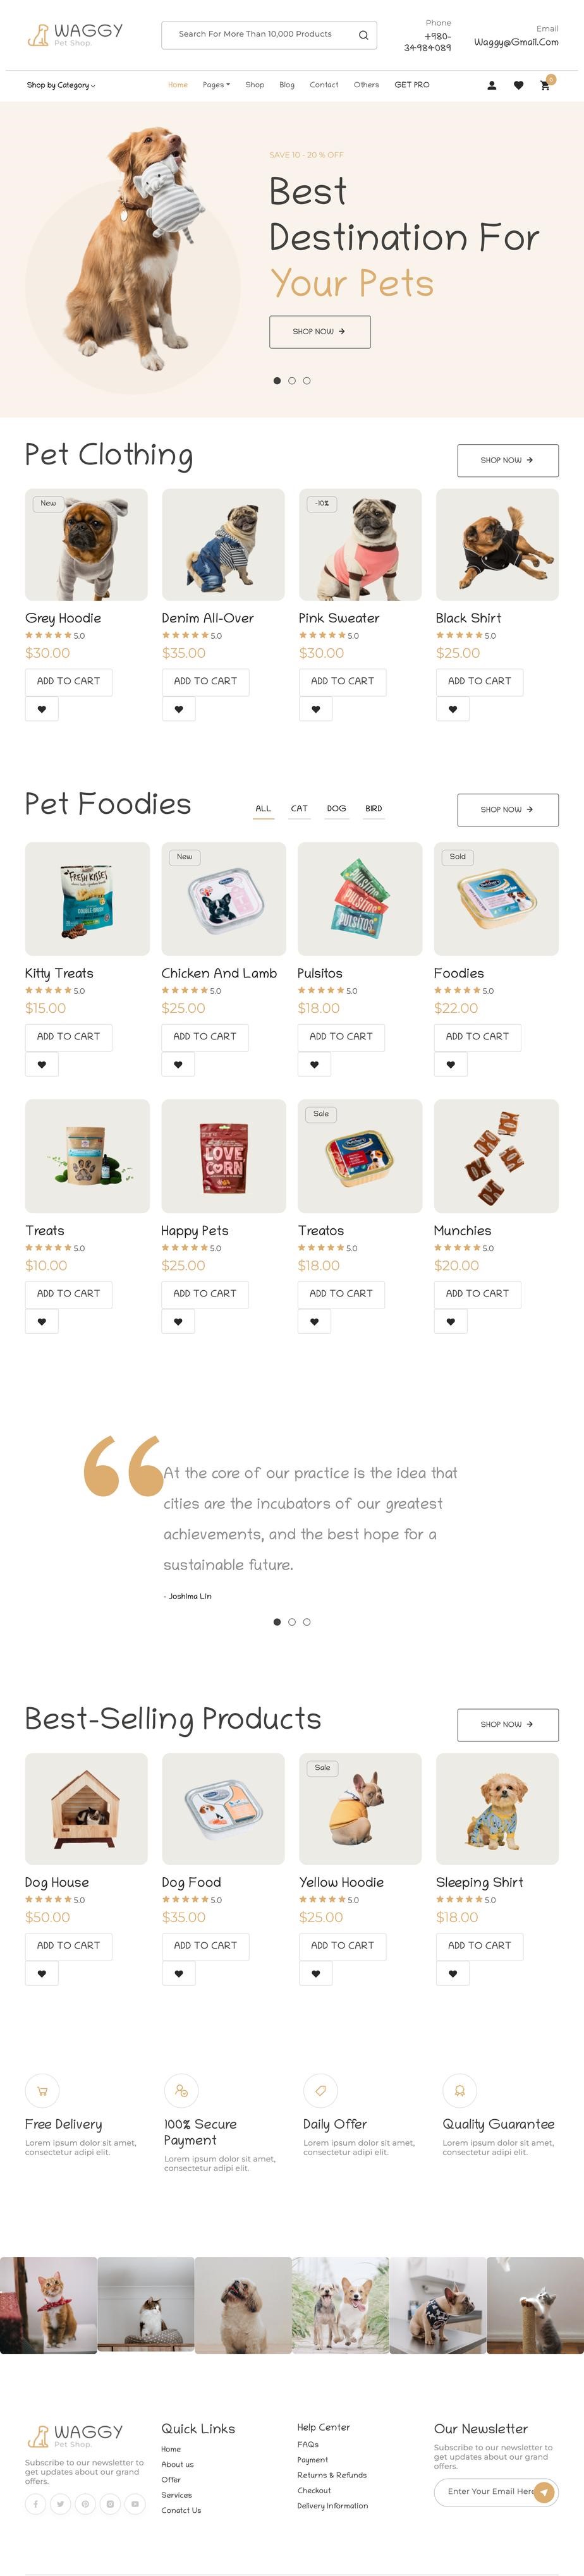 WAGGY
Pet Shop.
Search For More Than 10,000 Products
Phone
+980-
34984089
Email
Waggy@Gmail.Com
Shop by Category
Home
Pages
Shop
Blog
Contact
Others
GET PRO
0
SAVE 10 - 20 % OFF
Best
Destination For
Your Pets
SHOP NOW
Pet Clothing
SHOP NOW
New
-10%
Grey Hoodie
Denim All-Over
Pink Sweater
Black Shirt
5.0
5.0
5.0
5.0
$30.00
$35.00
$30.00
$25.00
ADD TO CART
ADD TO CART
ADD TO CART
ADD TO CART
Pet Foodies
ALL
CAT
DOG
BIRD
SHOP NOW
New
Sold
FRESH KISSES
PULSITOS
PULSITOS
PULSITOS
Kitty Treats
Chicken And Lamb
Pulsitos
Foodies
5.0
5.0
5.0
5.0
$15.00
$25.00
$18.00
$22.00
ADD TO CART
ADD TO CART
ADD TO CART
ADD TO CART
Sale
LOVE
CORN
Treats
Happy Pets
Treatos
Munchies
5.0
5.0
5.0
5.0
$10.00
$25.00
$18.00
$20.00
ADD TO CART
ADD TO CART
ADD TO CART
ADD TO CART
At the core of our practice is the idea that
cities are the incubators of our greatest
achievements, and the best hope for a
sustainable future.
- Joshima Lin
Best-Selling Products
SHOP NOW
Sale
Dog House
Dog Food
Yellow Hoodie
Sleeping Shirt
5.0
5.0
5.0
5.0
$50.00
$35.00
$25.00
$18.00
ADD TO CART
ADD TO CART
ADD TO CART
ADD TO CART
Free Delivery
Lorem ipsum dolor sit amet,
consectetur adipi elit.
100% Secure
Payment
Lorem ipsum dolor sit amet,
consectetur adipi elit.
Daily Offer
Lorem ipsum dolor sit amet,
consectetur adipi elit.
Quality Guarantee
Lorem ipsum dolor sit amet,
consectetur adipi elit.
WAGGY
Pet Shop.
Subscribe to our newsletter to
get updates about our grand
offers.
Quick Links
Home
About us
Offer
Services
Conatct Us
Help Center
FAQs
Payment
Returns & Refunds
Checkout
Delivery Information
Our Newsletter
Subscribe to our newsletter to
get updates about our grand
offers.
Enter Your Email Here